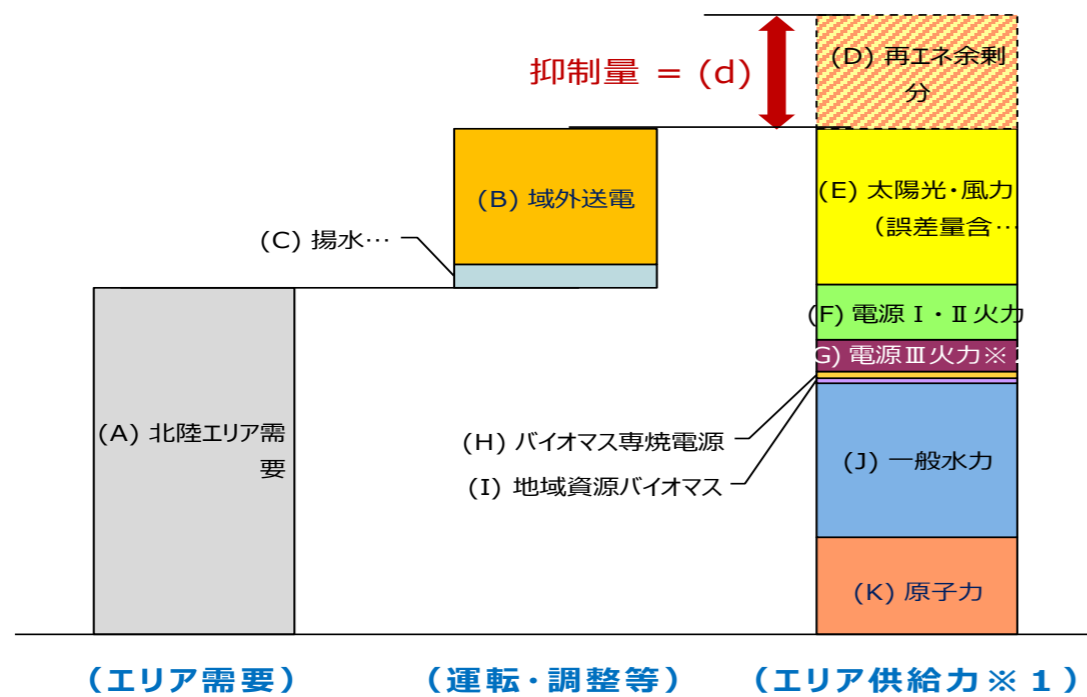 (D) 再エネ余剰
分
抑制量 = (d)
(E) 太陽光・風力
（誤差量含…
(B) 域外送電
(C) 揚水…
(F) 電源Ⅰ・Ⅱ火力
G) 電源Ⅲ火力※
(A) 北陸エリア需
要
(H) バイオマス専焼電源
(I) 地域資源バイオマス
(J) 一般水力
(K) 原子力
（エリア需要）
（運転・調整等）
（エリア供給力※１）